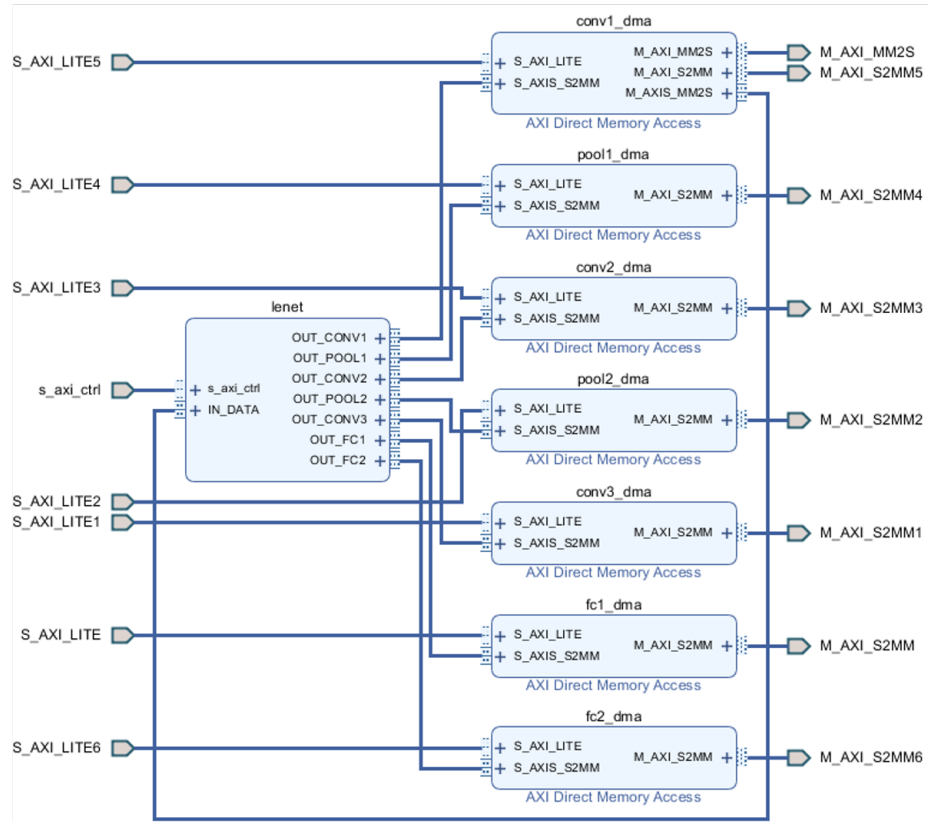 conv1_dma
S_AXI_LITE5
S_AXI_LITE
S_AXIS_S2MM
M_AXI_MM2S
M_AXI_S2MM
M_AXIS_MM2S
M_AXI_MM2S
M_AXI_S2MM5
AXI Direct Memory Access
pool1_dma
S_AXI_LITE4
S_AXI_LITE
S_AXIS_S2MM
M_AXI_S2MM
M_AXI_S2MM4
AXI Direct Memory Access
conv2_dma
S_AXI_LITE3
S_AXI_LITE
S_AXIS_S2MM
M_AXI_S2MM
M_AXI_S2MM3
AXI Direct Memory Access
lenet
s_axi_ctrl
s_axi_ctrl
IN_DATA
OUT_CONV1
OUT_POOL1
OUT_CONV2
OUT_POOL2
OUT_CONV3
OUT_FC1
OUT_FC2
pool2_dma
S_AXI_LITE
S_AXIS_S2MM
M_AXI_S2MM
M_AXI_S2MM2
AXI Direct Memory Access
S_AXI_LITE2
S_AXI_LITE1
conv3_dma
S_AXI_LITE
S_AXIS_S2MM
M_AXI_S2MM
M_AXI_S2MM1
AXI Direct Memory Access
fc1_dma
S_AXI_LITE
S_AXI_LITE
S_AXIS_S2MM
M_AXI_S2MM
M_AXI_S2MM
AXI Direct Memory Access
fc2_dma
S_AXI_LITE6
S_AXI_LITE
S_AXIS_S2MM
M_AXI_S2MM
M_AXI_S2MM6
AXI Direct Memory Access